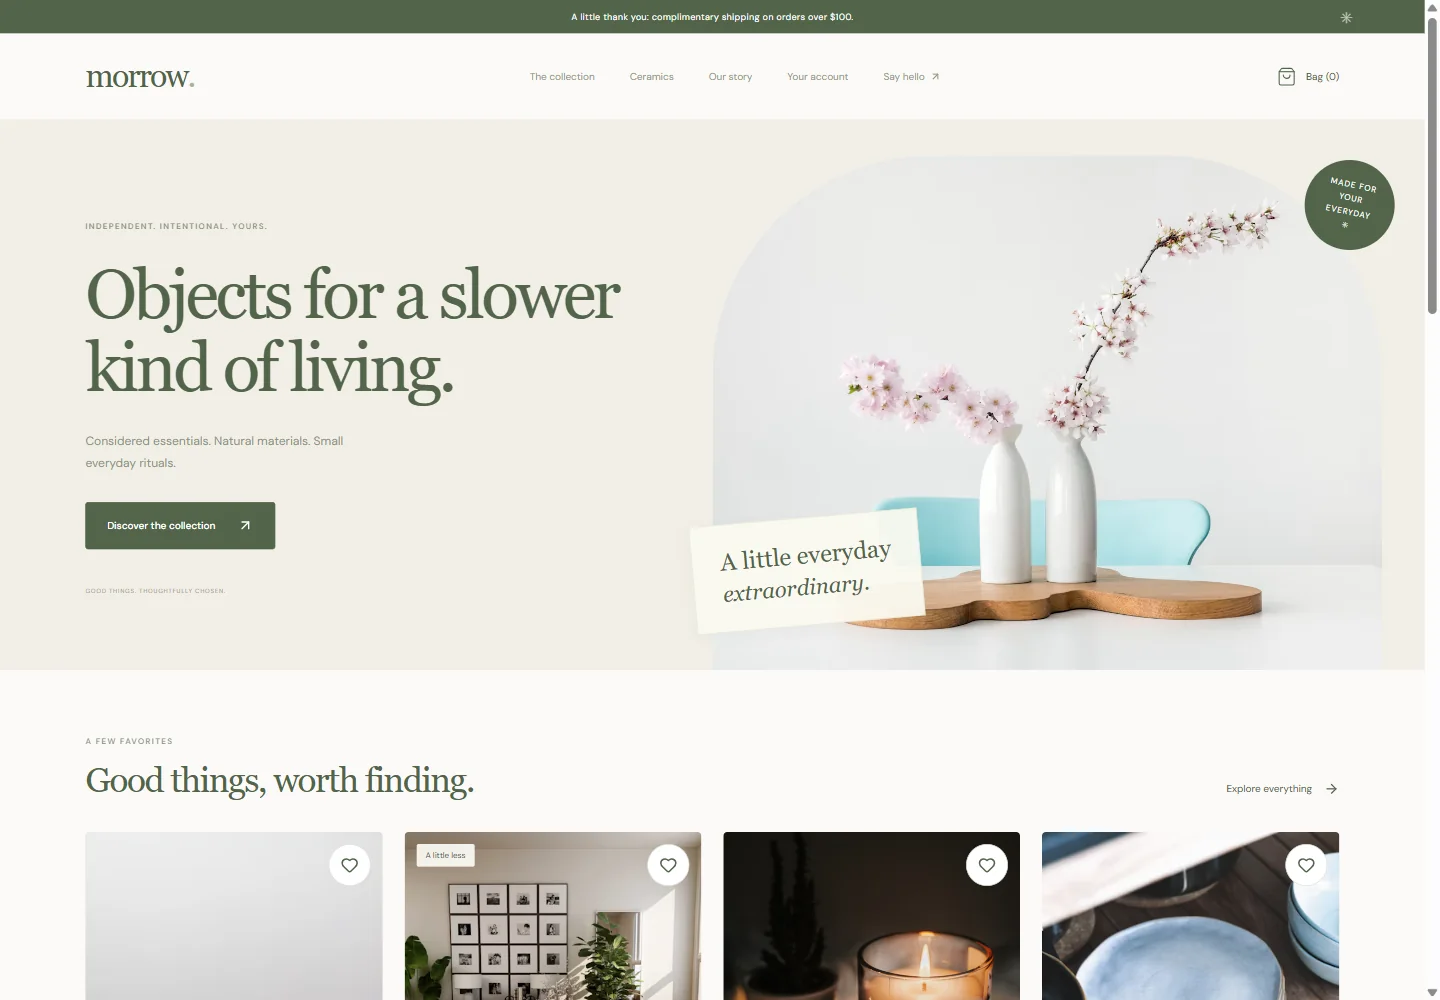 A little thank you: complimentary shipping on orders over $100.
morrow.
The collection
Ceramics
Our story
Your account
Say hello
Bag (0)
INDEPENDENT. INTENTIONAL. YOURS.
Objects for a slower
kind of living.
Considered essentials. Natural materials. Small
everyday rituals.
Discover the collection
GOOD THINGS. THOUGHTFULLY CHOSEN.
MADE FOR
YOUR
EVERYDAY
A little everyday
extraordinary.
A FEW FAVORITES
Good things, worth finding.
Explore everything
A little less